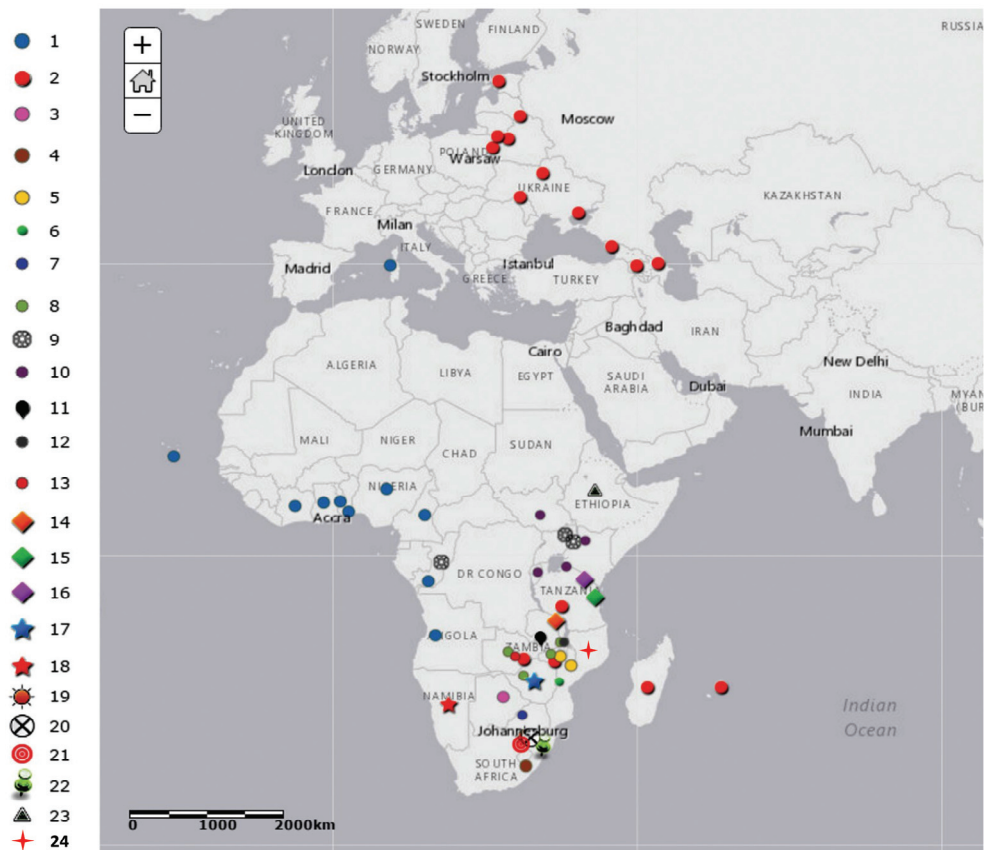 1
2
3
4
5
6
7
8
9
10
11
12
13
14
15
16
17
18
19
20
21
22
23
24
+
−
SWEDEN
FINLAND
RUSSIA
NORWAY
Stockholm
UNITED
KINGDOM
Moscow
POLAND
Warsaw
London
GERMANY
UKRAINE
KAZAKHSTAN
FRANCE
Milan
ITALY
Madrid
Istanbul
GREECE
TURKEY
Baghdad
IRAN
Cairo
ALGERIA
LIBYA
EGYPT
SAUDI
ARABIA
Dubai
New Delhi
INDIA
MYAN
(BUR
Mumbai
MALI
NIGER
CHAD
SUDAN
NIGERIA
ETHIOPIA
Accra
DR CONGO
TANZANIA
ANGOLA
ZAMBIA
NAMIBIA
Johannesburg
SOUTH
AFRICA
Indian
Ocean
0 1000 2000km